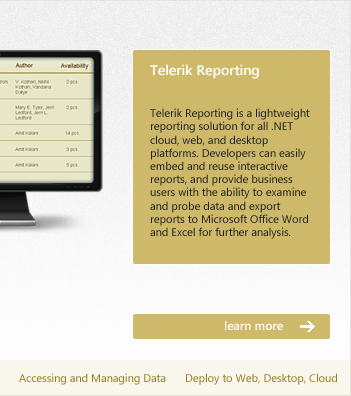 Author Availability
V. Kothari, Nikhil 2 pcs.
Kothari, Vandana
Datye
Mary E. Tyler, Jerri 2 pcs.
Ledford, Jerri L.
Ledford
Amit Kalani 14 pcs.
Amit Kalani 3 pcs.
Amit Kalani 5 pcs.
Telerik Reporting
Telerik Reporting is a lightweight
reporting solution for all .NET
cloud, web, and desktop
platforms. Developers can easily
embed and reuse interactive
reports, and provide business
users with the ability to examine
and probe data and export
reports to Microsoft Office Word
and Excel for further analysis.
learn more
Accessing and Managing Data Deploy to Web, Desktop, Cloud